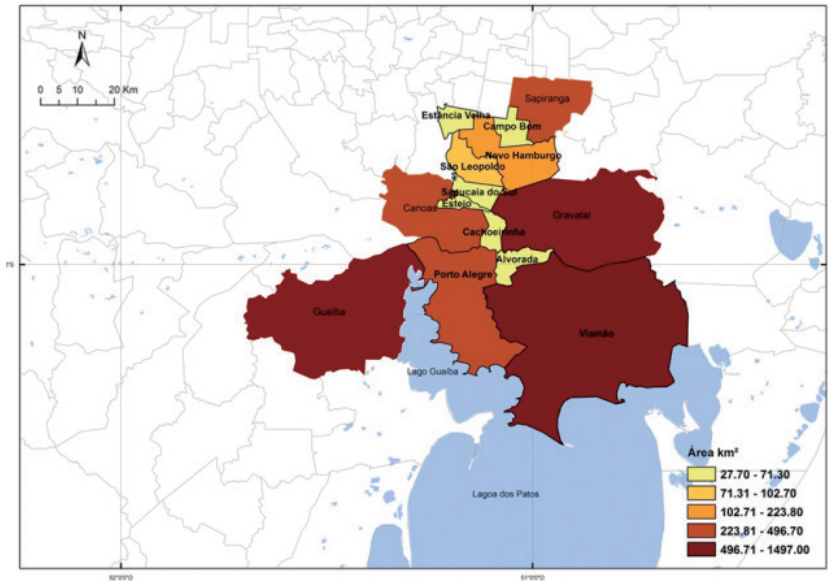 N
0 5 10 20 Km
Sapiranga
Estância Velha
Campo Bom
Novo Hamburgo
São Leopoldo
Sapucaia do Sul
Esteio
Canoas
Gravataí
Cachoeirinha
Alvorada
Porto Alegre
Guaíba
Viamão
Lago Guaíba
Lagoa dos Patos
Área km²
27.70 - 71.30
71.31 - 102.70
102.71 - 223.80
223.81 - 496.70
496.71 - 1497.00